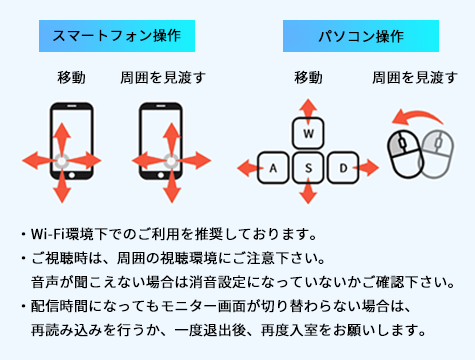 スマートフォン操作
パソコン操作
移動
周囲を見渡す
移動
周囲を見渡す
W
A
S
D
・Wi-Fi環境下でのご利用を推奨しております。
・ご視聴時は、周囲の視聴環境にご注意下さい。
音声が聞こえない場合は消音設定になっていないかご確認下さい。
・配信時間になってもモニター画面が切り替わらない場合は、
再読み込みを行うか、一度退出後、再度入室をお願いします。